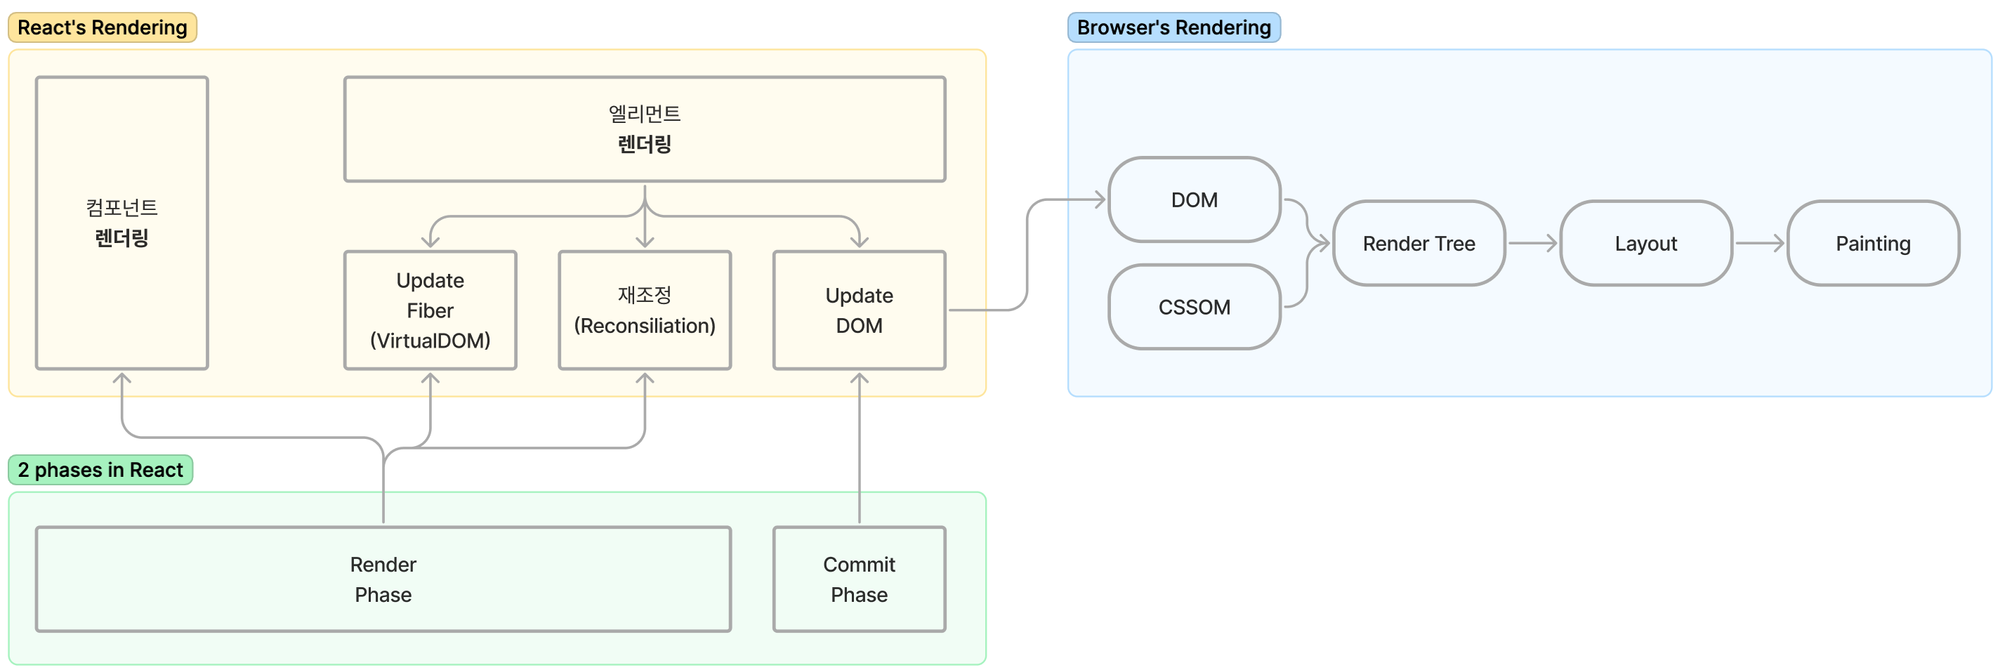 React's Rendering
컴포넌트
렌더링
엘리먼트
렌더링
Update
Fiber
(VirtualDOM)
재조정
(Reconsiliation)
Update
DOM
Browser's Rendering
DOM
CSSOM
Render Tree
Layout
Painting
2 phases in React
Render
Phase
Commit
Phase